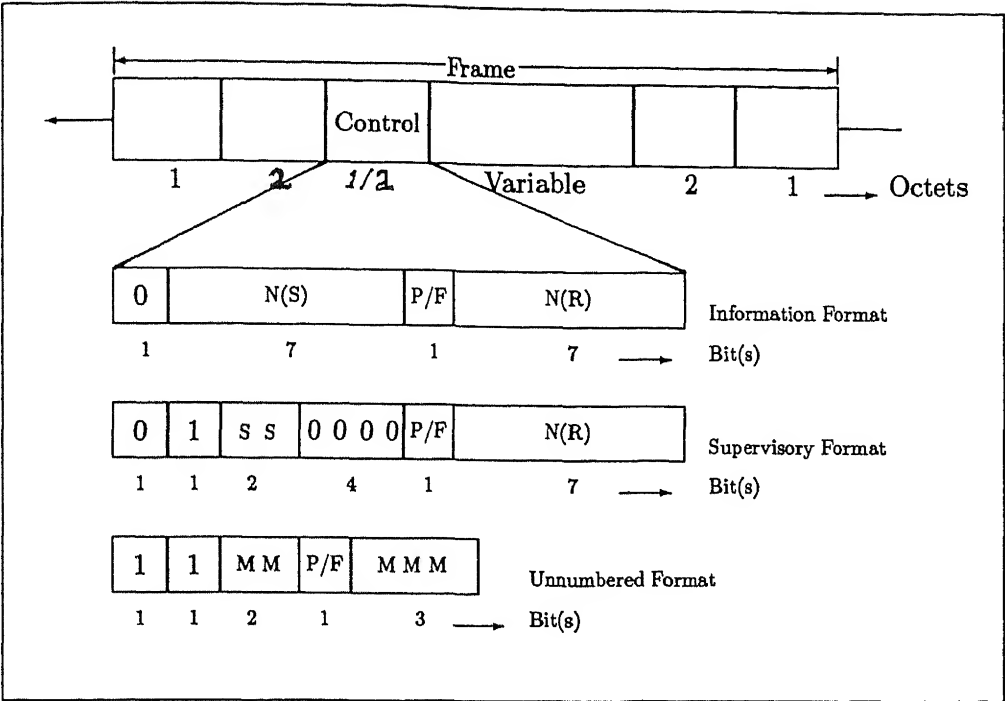 Frame
Control
1 2 1/2 Variable 2 1 Octets
0 N(S) P/F N(R) Information Format
1 7 1 7 Bit(s)
0 1 S S 0 0 0 0 P/F N(R) Supervisory Format
1 1 2 4 1 7 Bit(s)
1 1 M M P/F M M M Unnumbered Format
1 1 2 1 3 Bit(s)